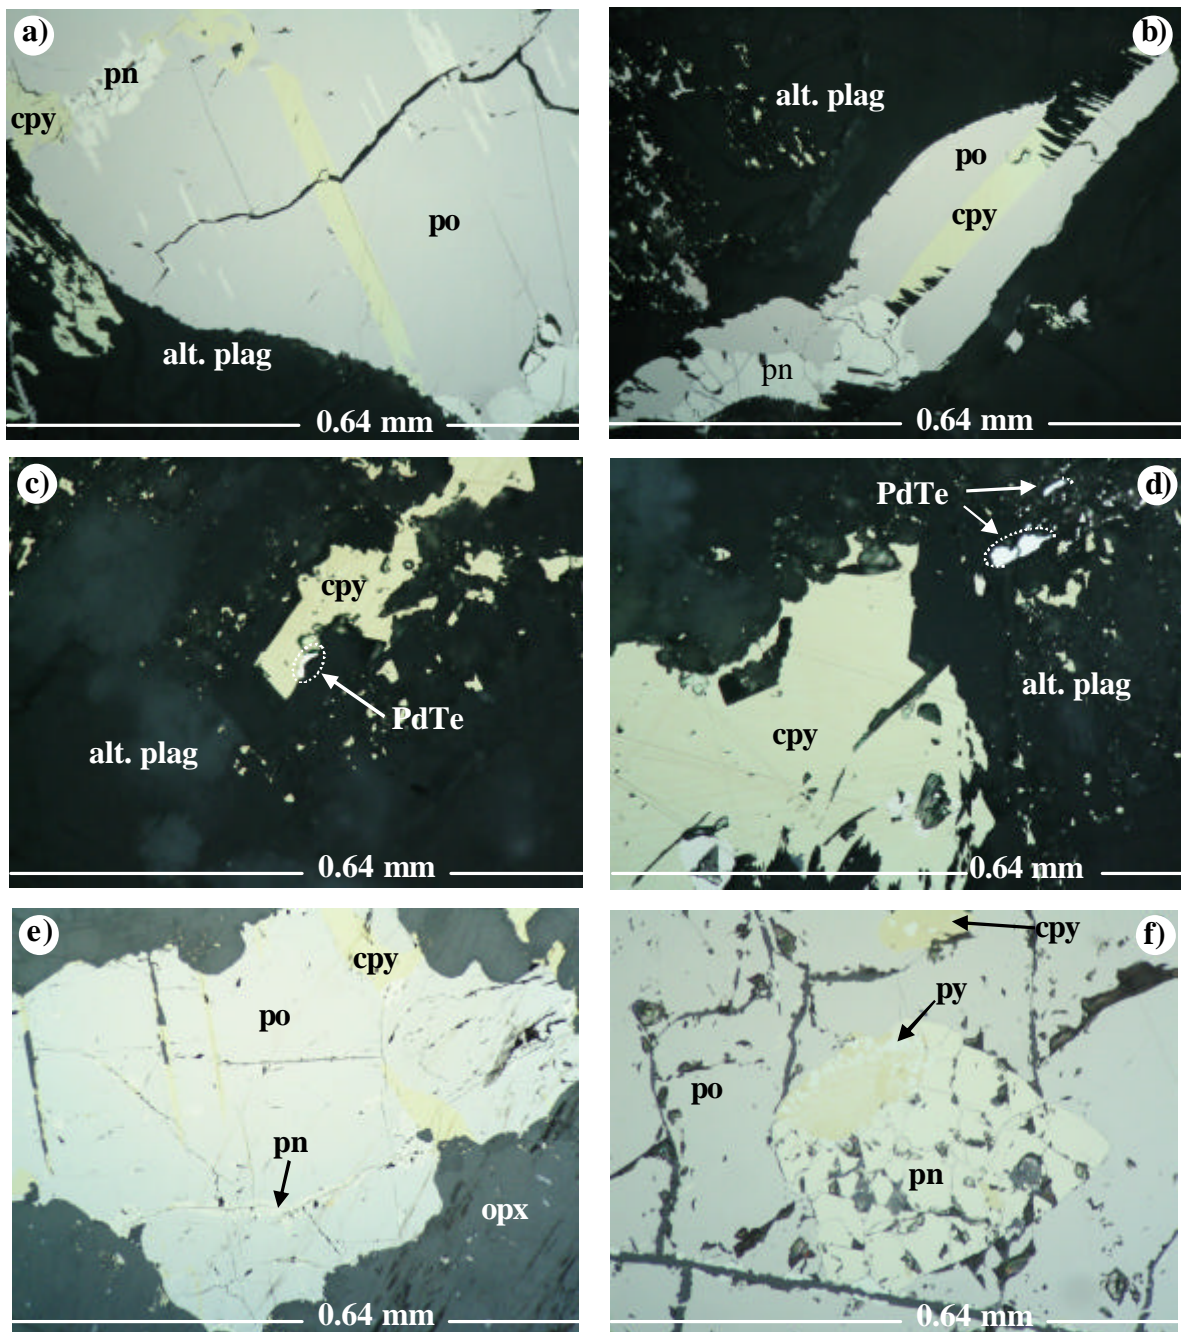 a)
pn
cpy
po
alt. plag
0.64 mm
b)
alt. plag
po
cpy
pn
0.64 mm
c)
cpy
PdTe
alt. plag
0.64 mm
d)
PdTe
alt. plag
cpy
0.64 mm
e)
cpy
po
pn
opx
0.64 mm
f)
cpy
py
po
pn
0.64 mm